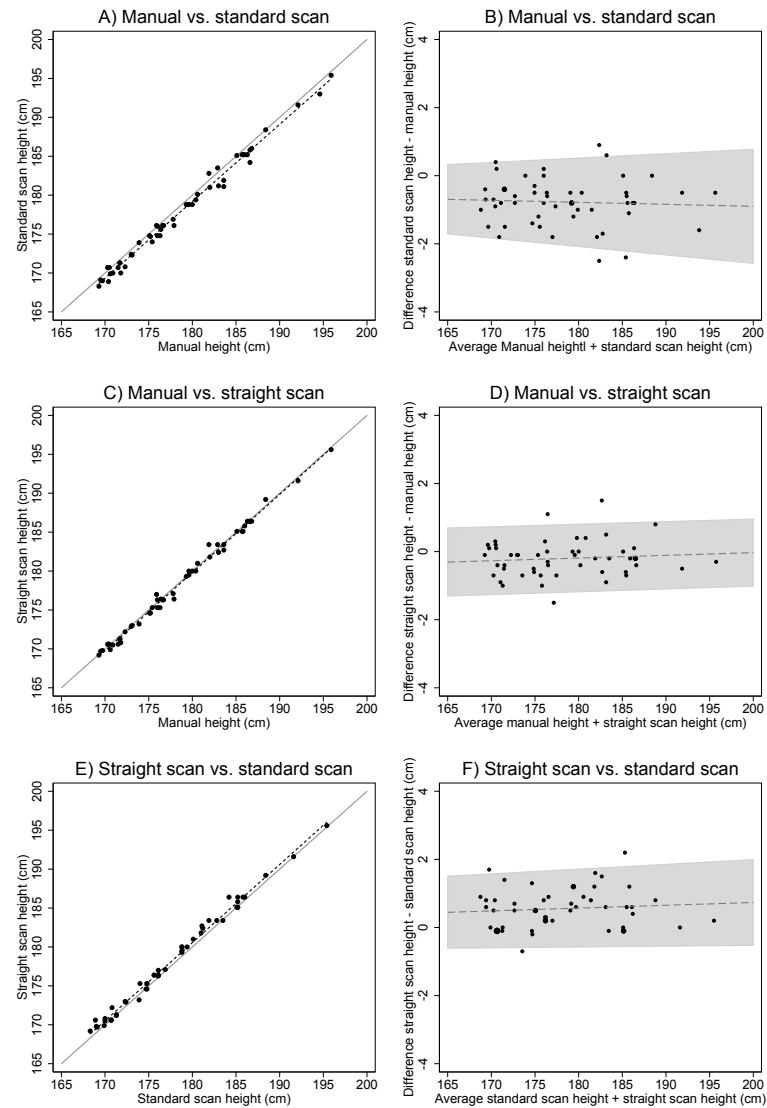 A) Manual vs. standard scan
Standard scan height (cm)
165 170 175 180 185 190 195 200
165 170 175 180 185 190 195 200
Manual height (cm)
B) Manual vs. standard scan
Difference standard scan height - manual height (cm)
-4 -2 0 2 4
165 170 175 180 185 190 195 200
Average Manual heightl + standard scan height (cm)
C) Manual vs. straight scan
Straight scan height (cm)
165 170 175 180 185 190 195 200
165 170 175 180 185 190 195 200
Manual height (cm)
D) Manual vs. straight scan
Difference straight scan height - manual height (cm)
-4 -2 0 2 4
165 170 175 180 185 190 195 200
Average manual height + straight scan height (cm)
E) Straight scan vs. standard scan
Straight scan height (cm)
165 170 175 180 185 190 195 200
165 170 175 180 185 190 195 200
Standard scan height (cm)
F) Straight scan vs. standard scan
Difference straight scan height - standard scan height (cm)
-4 -2 0 2 4
165 170 175 180 185 190 195 200
Average standard scan height + straight scan height (cm)